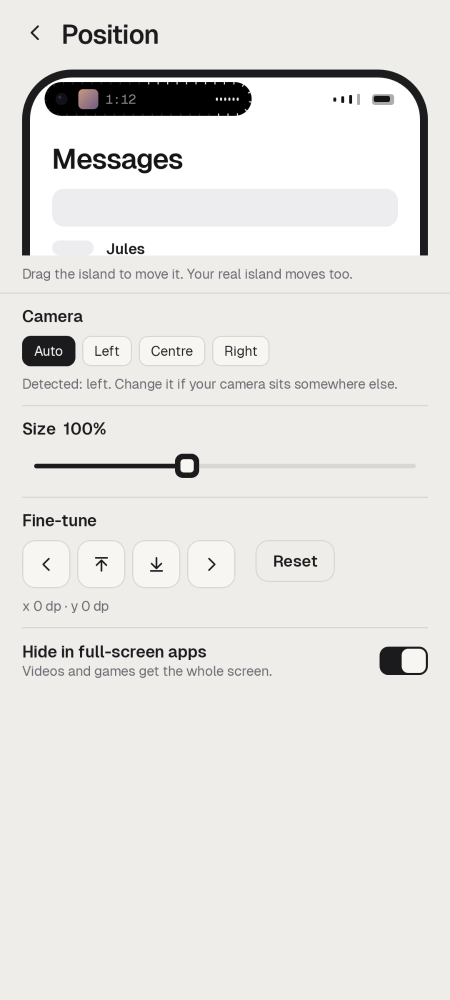 Position
1:12
Messages
Jules
Drag the island to move it. Your real island moves too.
Camera
Auto
Left
Centre
Right
Detected: left. Change it if your camera sits somewhere else.
Size 100%
Fine-tune
Reset
x 0 dp · y 0 dp
Hide in full-screen apps
Videos and games get the whole screen.